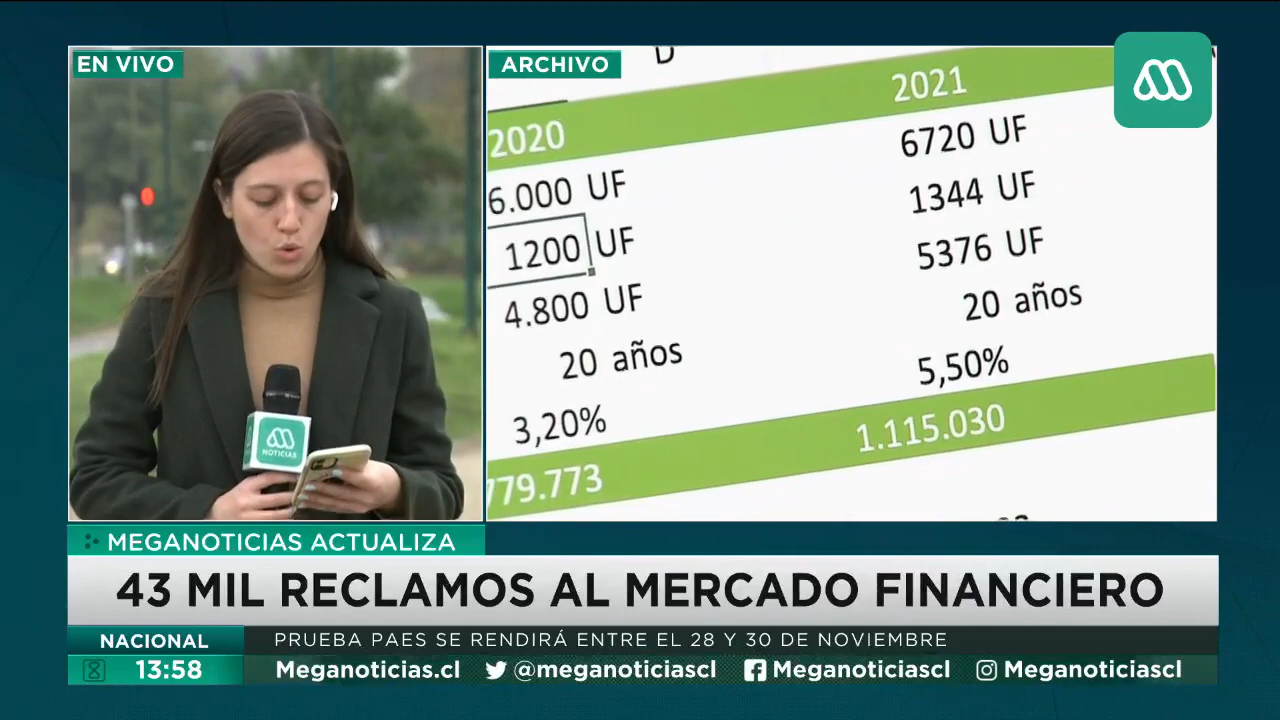 EN VIVO
ARCHIVO
D
2020
2021
6.000 UF
6720 UF
1200 UF
1344 UF
4.800 UF
5376 UF
20 años
20 años
3,20%
5,50%
779.773
1.115.030
NOTICIAS
MEGANOTICIAS ACTUALIZA
43 MIL RECLAMOS AL MERCADO FINANCIERO
NACIONAL
PRUEBA PAES SE RENDIRÁ ENTRE EL 28 Y 30 DE NOVIEMBRE
13:58
Meganoticias.cl @meganoticiascl Meganoticiascl Meganoticiascl